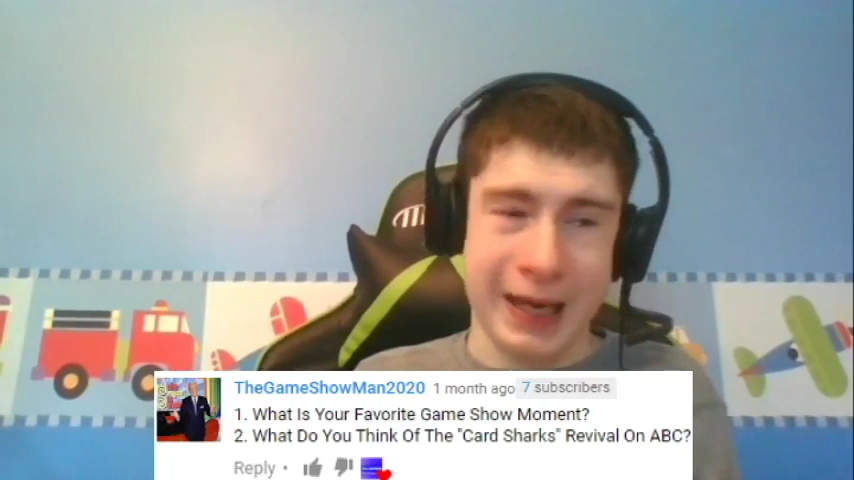 TheGameShowMan2020 1 month ago 7 subscribers
1. What Is Your Favorite Game Show Moment?
2. What Do You Think Of The "Card Sharks" Revival On ABC?
Reply •